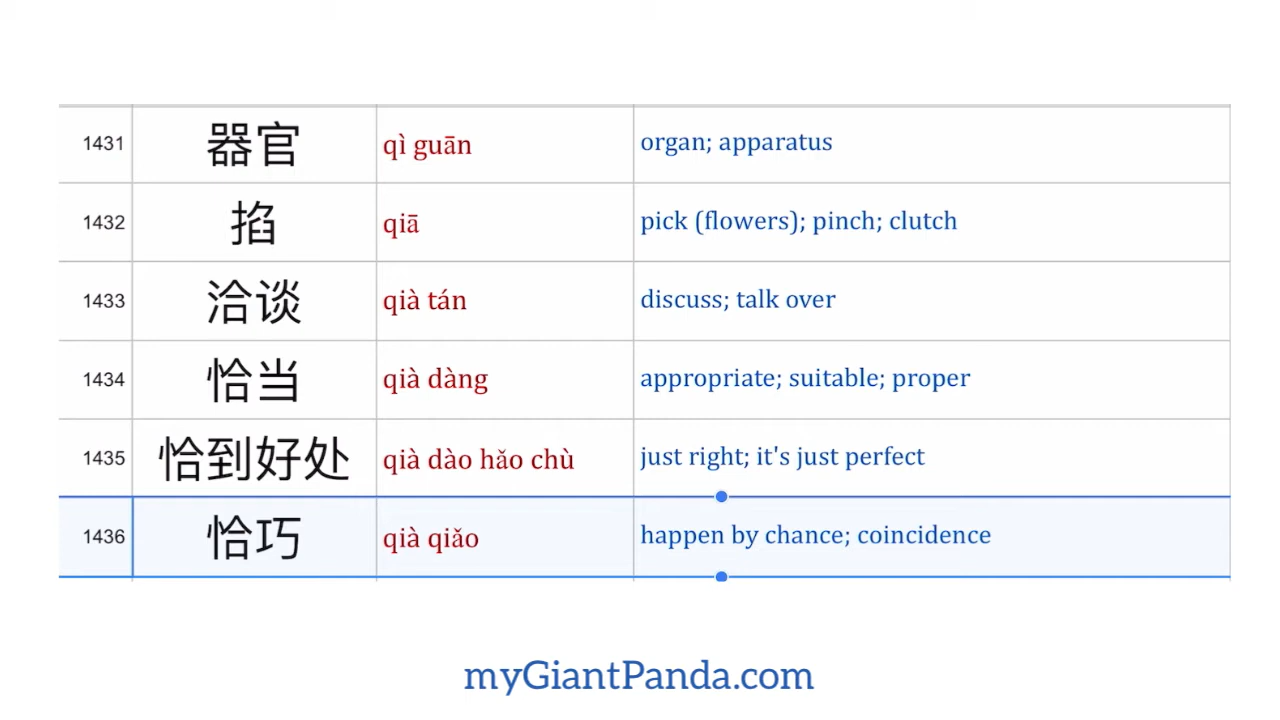 1431 器官 qì guān organ; apparatus
1432 掐 qiā pick (flowers); pinch; clutch
1433 洽谈 qià tán discuss; talk over
1434 恰当 qià dàng appropriate; suitable; proper
1435 恰到好处 qià dào hǎo chù just right; it's just perfect
1436 恰巧 qià qiǎo happen by chance; coincidence
myGiantPanda.com